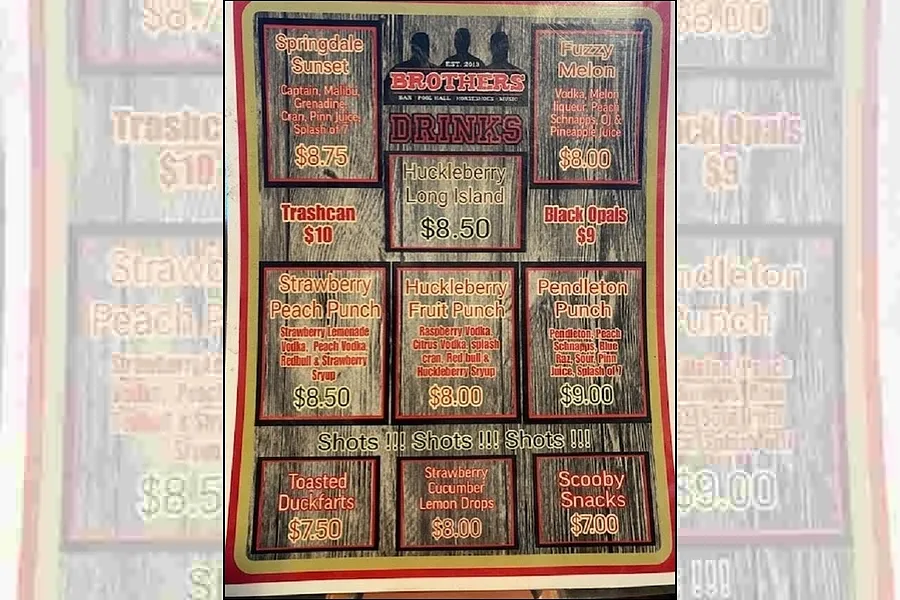 Springdale
Sunset
Captain, Malibu,
Grenadine,
Cran, Pinn Juice,
Splash of 7
$8.75
EST. 2013
BROTHERS
BAR POOL HALL HORSESHOES MUSIC
DRINKS
Fuzzy
Melon
Vodka, Melon
liqueur, Peach
Schnapps, OJ &
Pineapple Juice
$8.00
Huckleberry
Long Island
$8.50
Trashcan
$10
Black Opals
$9
Strawberry
Peach Punch
Strawberry Lemonade
Vodka, Peach Vodka,
Redbull & Strawberry
Sryup
$8.50
Huckleberry
Fruit Punch
Raspberry Vodka,
Citrus Vodka, splash
cran, Red bull &
Huckleberry Sryup
$8.00
Pendleton
Punch
Pendleton, Peach
Schnapps, Blue
Raz, Sour, Pinn
Juice, Splash of 7
$9.00
Shots !!! Shots !!! Shots !!!
Toasted
Duckfarts
$7.50
Strawberry
Cucumber
Lemon Drops
$8.00
Scooby
Snacks
$7.00